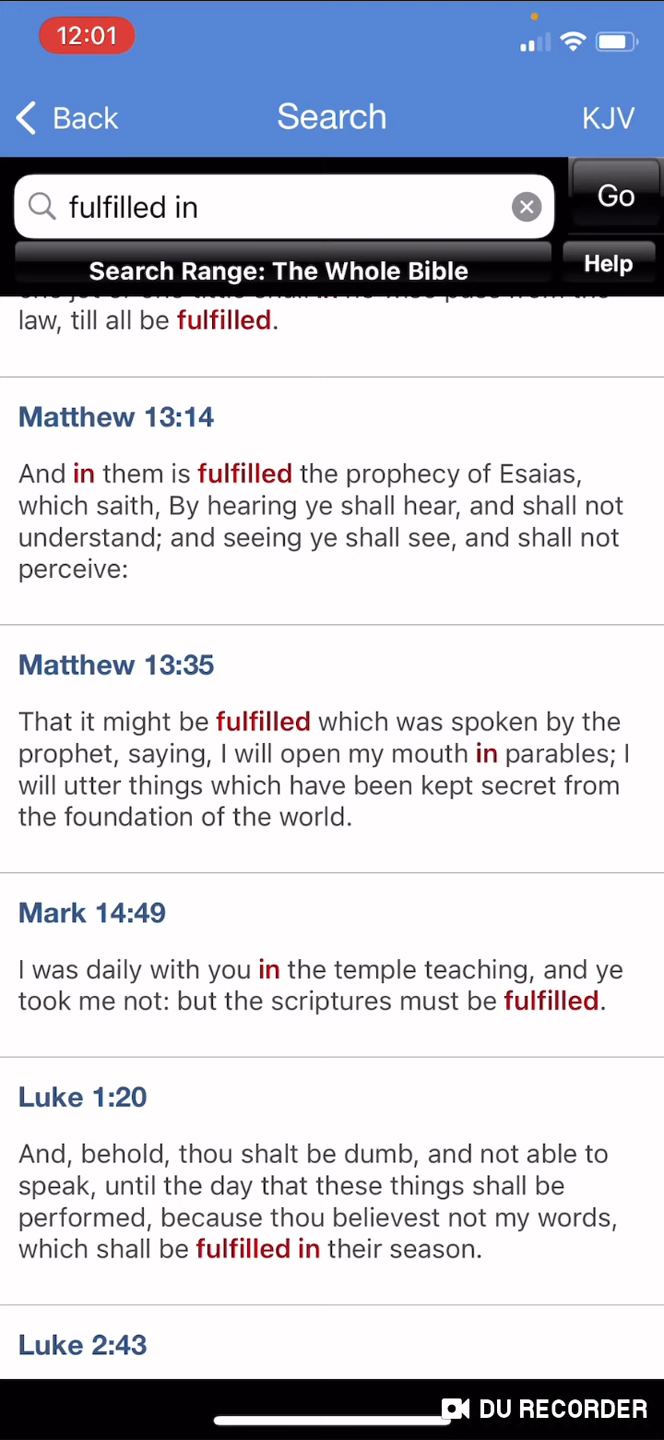 12:01
Back
Search
KJV
fulfilled in
Go
Search Range: The Whole Bible
Help
law, till all be fulfilled.
Matthew 13:14
And in them is fulfilled the prophecy of Esaias,
which saith, By hearing ye shall hear, and shall not
understand; and seeing ye shall see, and shall not
perceive:
Matthew 13:35
That it might be fulfilled which was spoken by the
prophet, saying, I will open my mouth in parables; I
will utter things which have been kept secret from
the foundation of the world.
Mark 14:49
I was daily with you in the temple teaching, and ye
took me not: but the scriptures must be fulfilled.
Luke 1:20
And, behold, thou shalt be dumb, and not able to
speak, until the day that these things shall be
performed, because thou believest not my words,
which shall be fulfilled in their season.
Luke 2:43
DU RECORDER